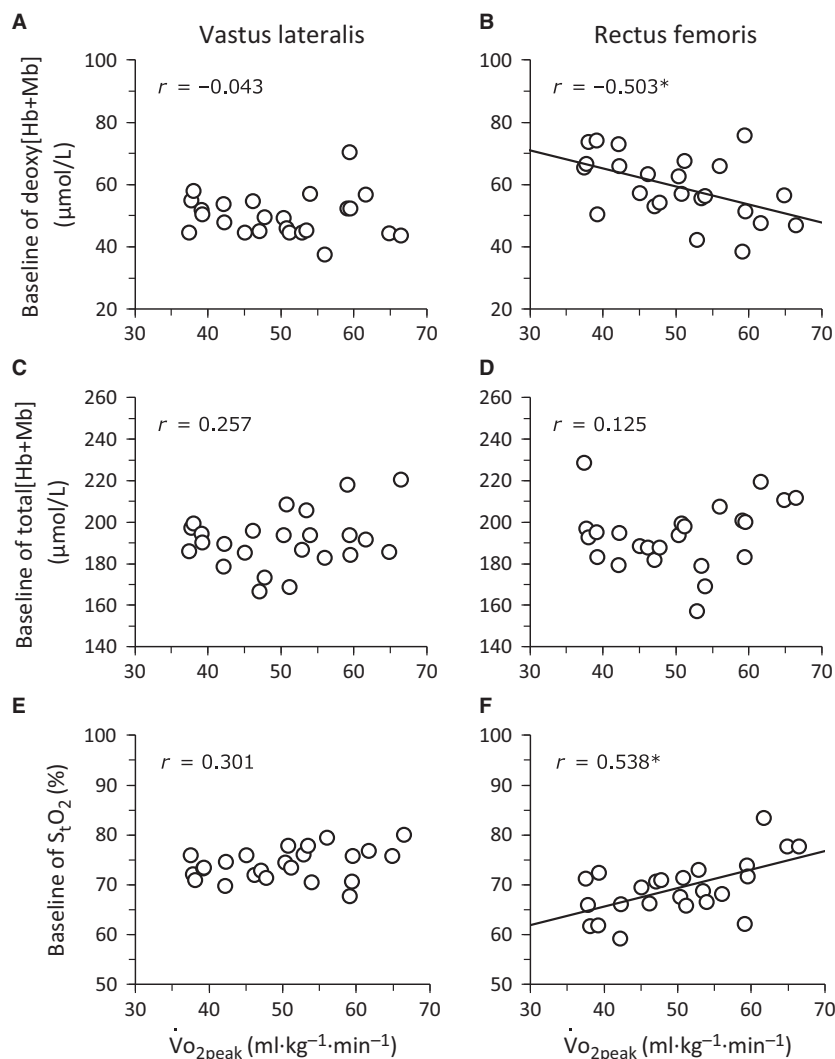 A Vastus lateralis B Rectus femoris
Baseline of deoxy[Hb+Mb]
(μmol/L)
100
80
60
40
20
r = −0.043
30 40 50 60 70
100
80
60
40
20
r = −0.503*
30 40 50 60 70
C D
Baseline of total[Hb+Mb]
(μmol/L)
260
240
220
200
180
160
140
r = 0.257
30 40 50 60 70
260
240
220
200
180
160
140
r = 0.125
30 40 50 60 70
E F
Baseline of StO2 (%)
100
90
80
70
60
50
r = 0.301
30 40 50 60 70
V̇o2peak (ml·kg−1·min−1)
100
90
80
70
60
50
r = 0.538*
30 40 50 60 70
V̇o2peak (ml·kg−1·min−1)